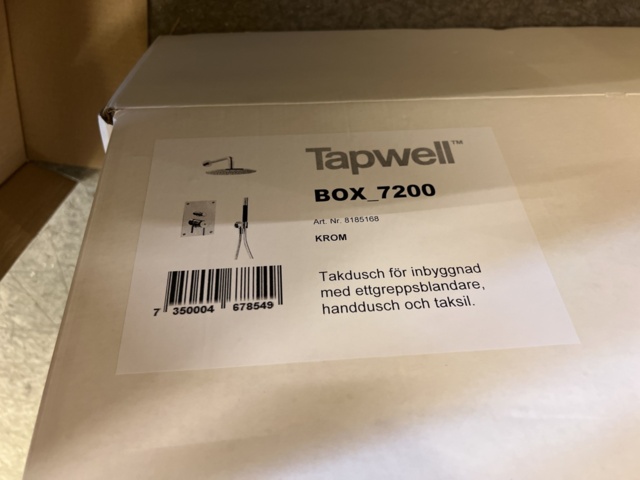 Tapwell™
BOX_7200
Art. Nr. 8185168
KROM
Takdusch för inbyggnad
med ettgreppsblandare,
handdusch och taksil.
7 350004 678549